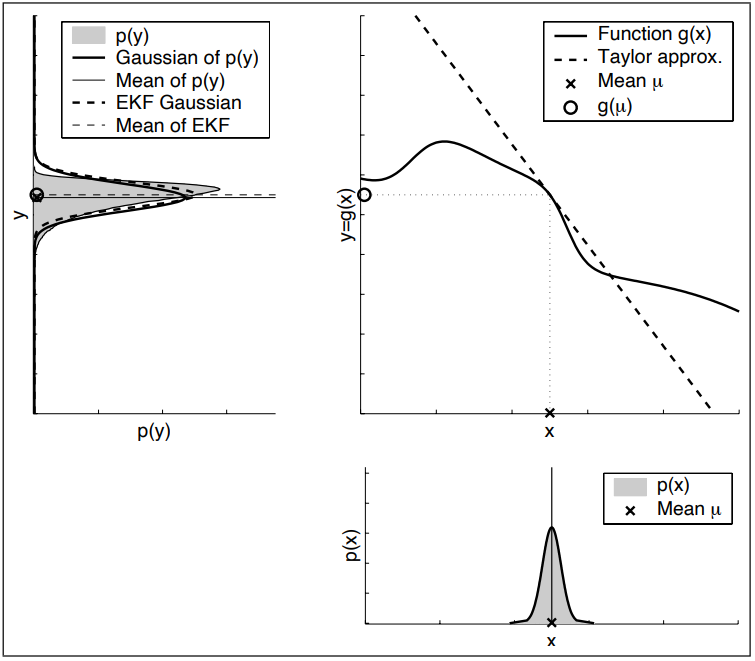 p(y)
Gaussian of p(y)
Mean of p(y)
EKF Gaussian
Mean of EKF
y
p(y)
Function g(x)
Taylor approx.
Mean μ
g(μ)
y=g(x)
x
p(x)
Mean μ
p(x)
x